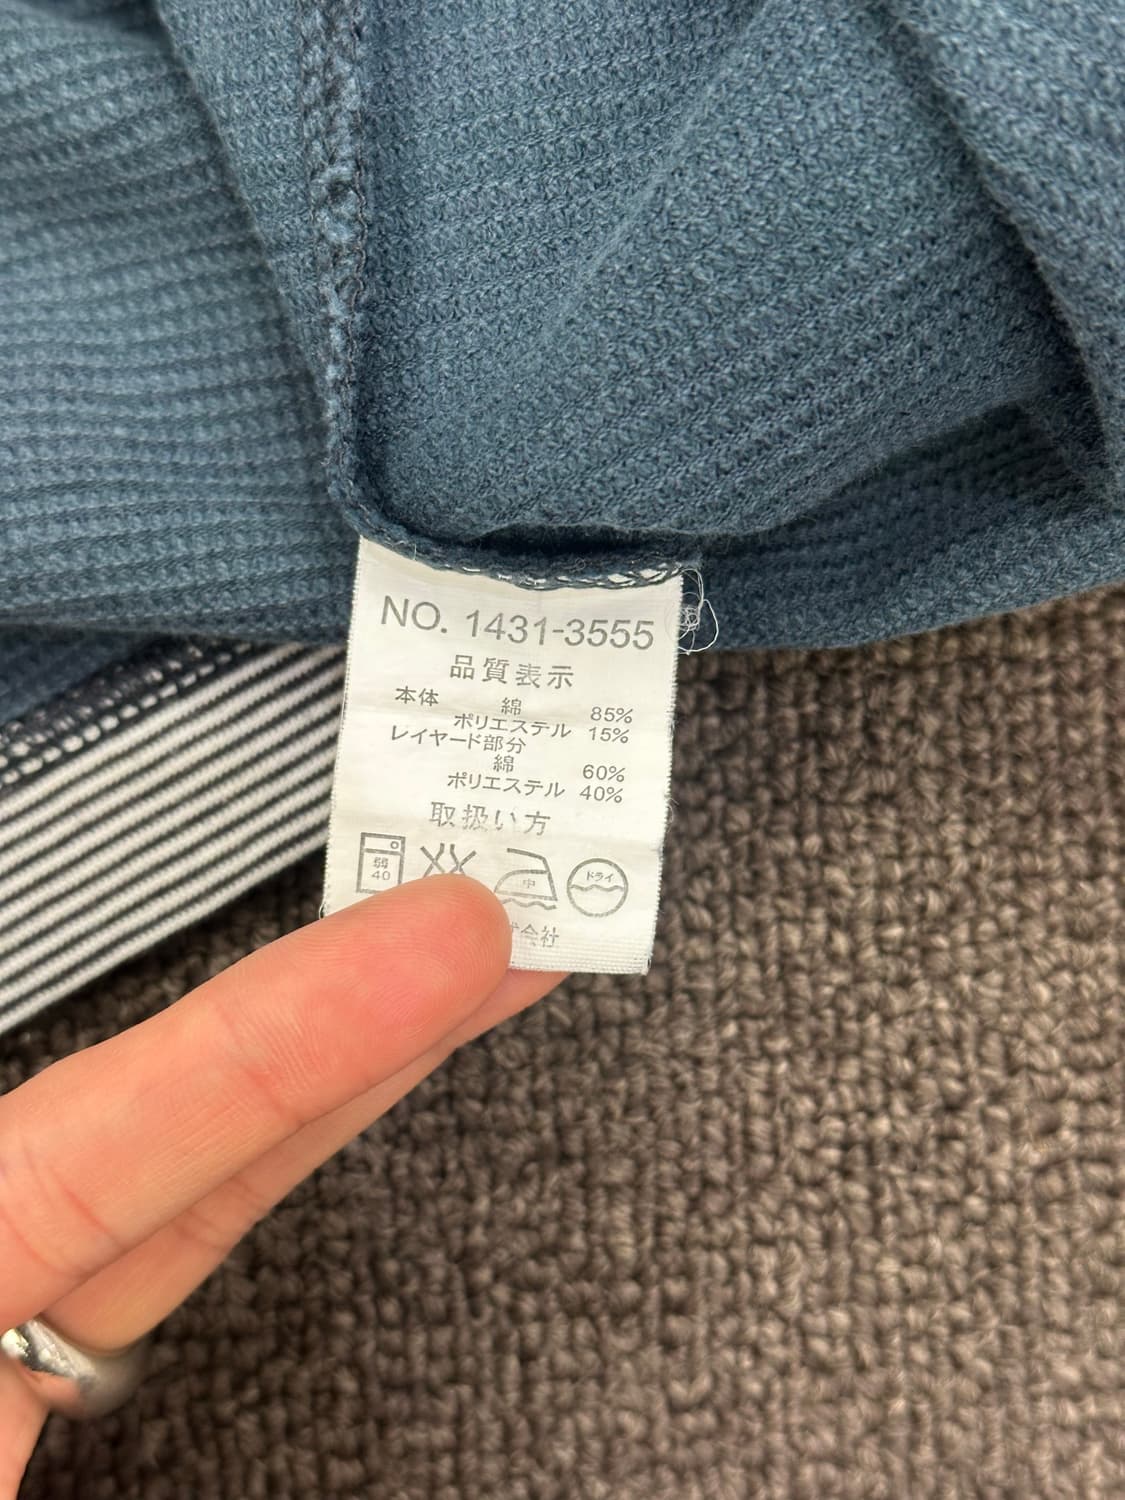 NO. 1431-3555
品質表示
本体 綿 85%
ポリエステル 15%
レイヤード部分
綿 60%
ポリエステル 40%
取扱い方
弱 40 中 ドライ
会社